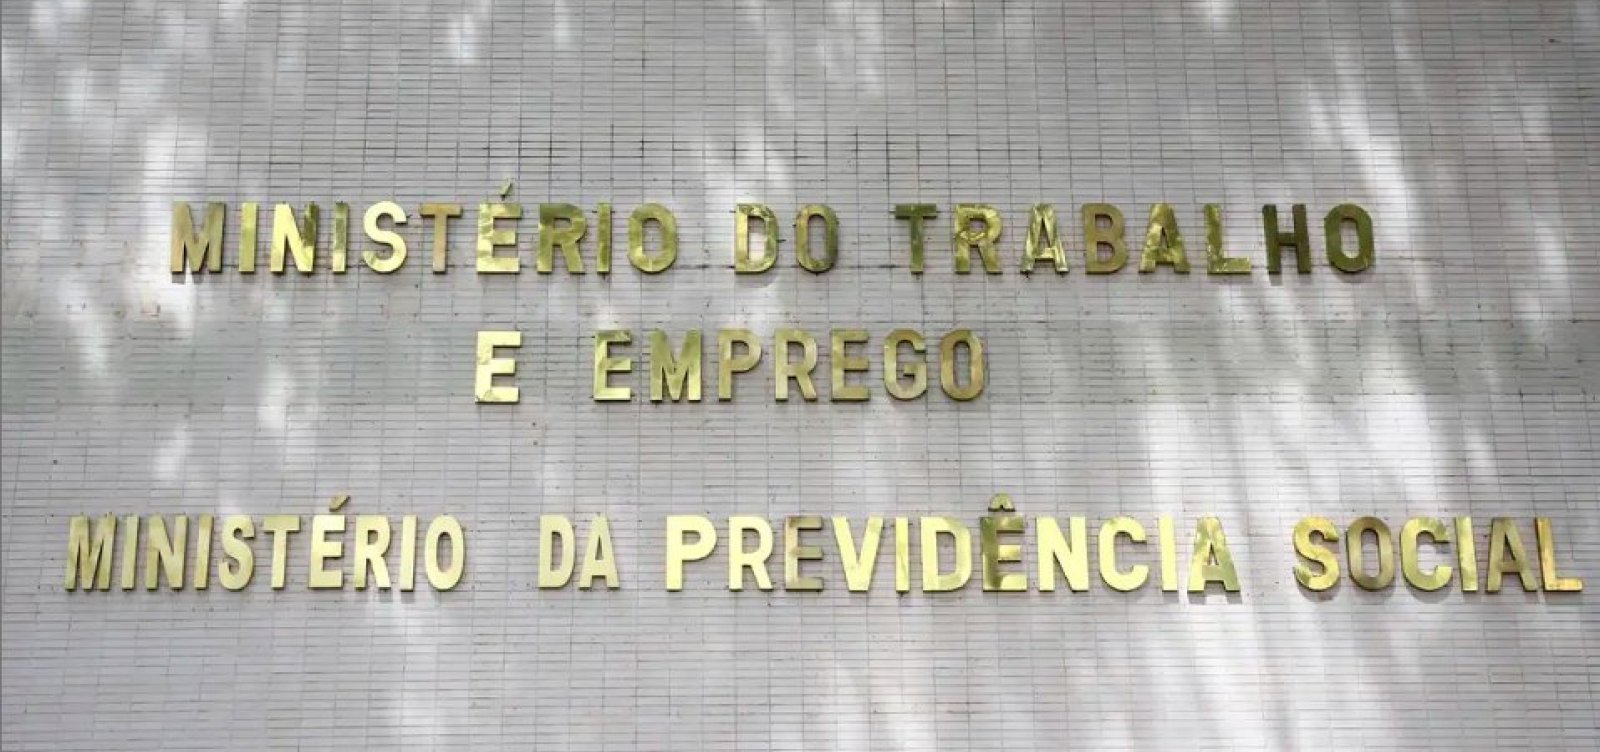 MINISTÉRIO DO TRABALHO
E EMPREGO
MINISTÉRIO DA PREVIDÊNCIA SOCIAL